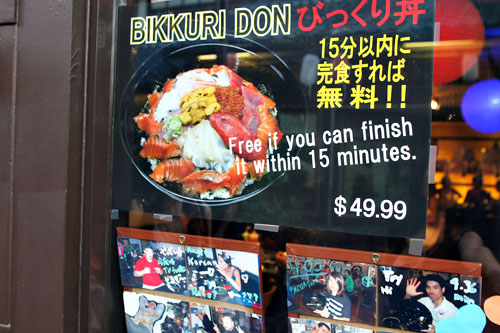 BIKKURI DON びっくり丼
15分以内に
完食すれば
無料!!
Free if you can finish
it within 15 minutes.
$49.99